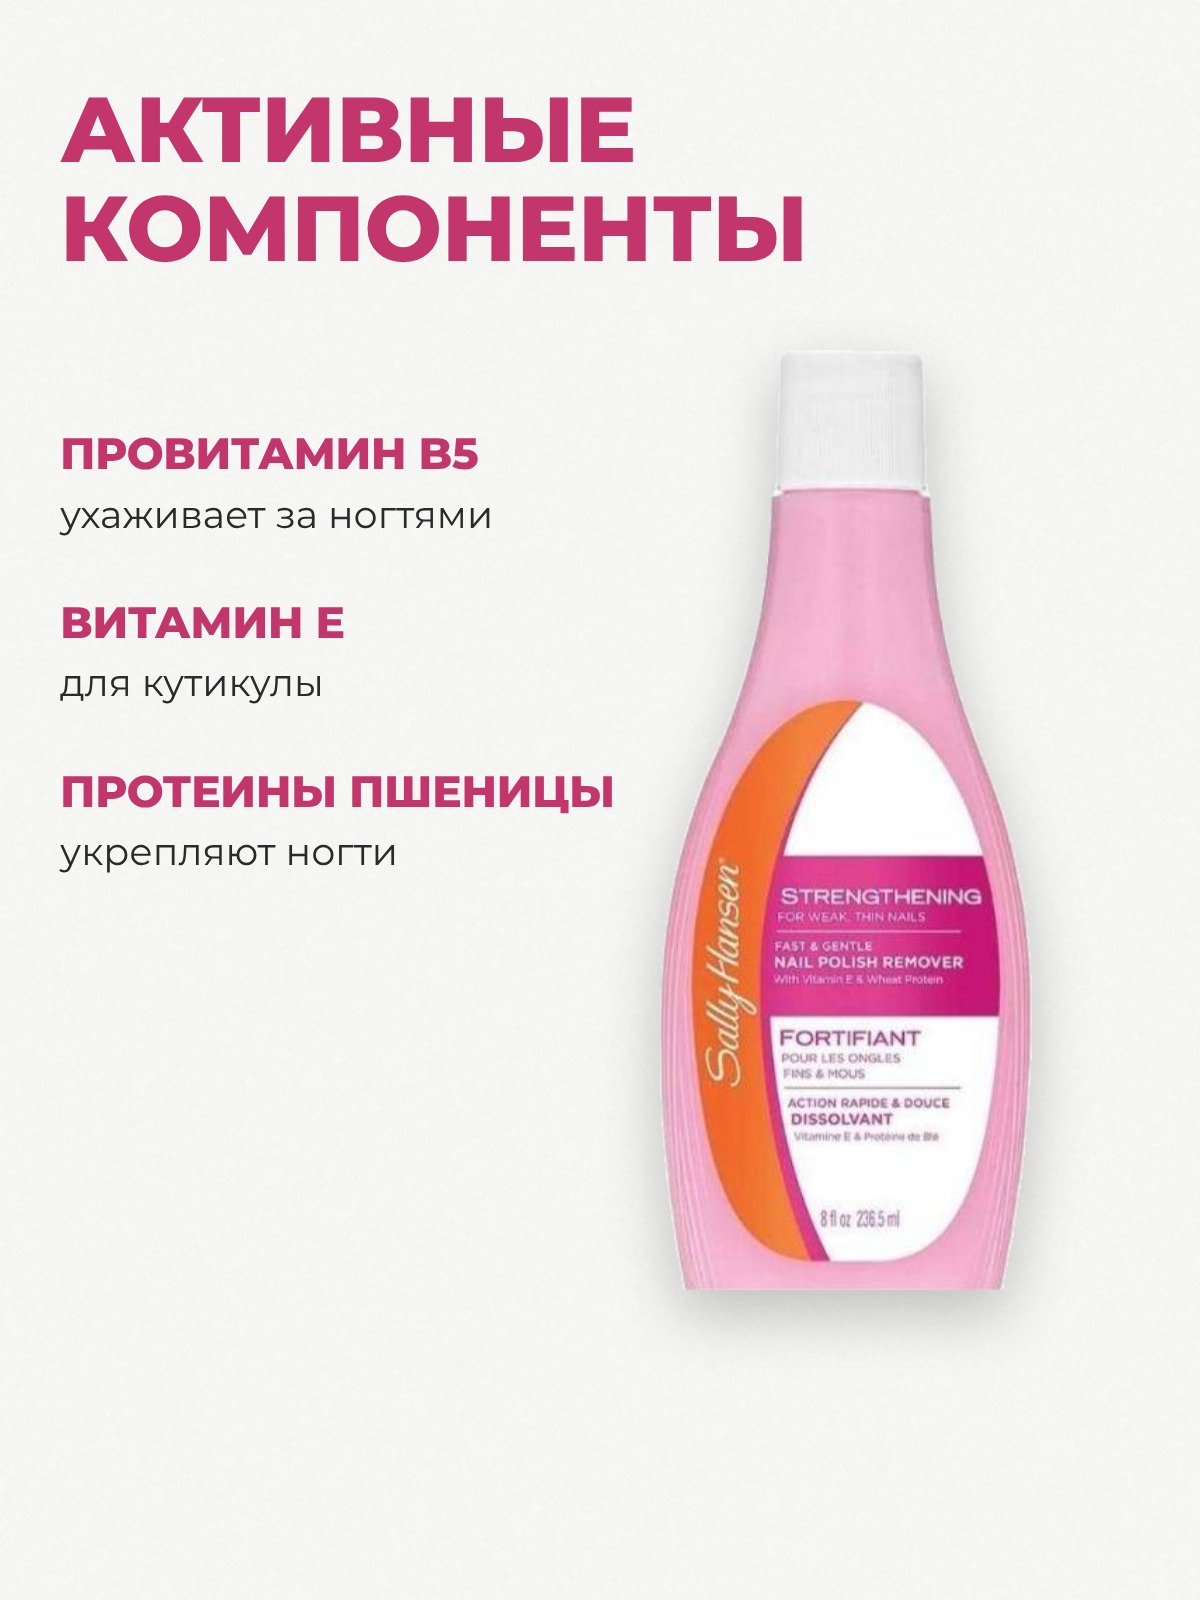 АКТИВНЫЕ
КОМПОНЕНТЫ
ПРОВИТАМИН В5
ухаживает за ногтями
ВИТАМИН Е
для кутикулы
ПРОТЕИНЫ ПШЕНИЦЫ
укрепляют ногти
Sally Hansen®
STRENGTHENING
FOR WEAK, THIN NAILS
FAST & GENTLE
NAIL POLISH REMOVER
With Vitamin E & Wheat Protein
FORTIFIANT
POUR LES ONGLES
FINS & MOUS
ACTION RAPIDE & DOUCE
DISSOLVANT
Vitamine E & Protéine de Blé
8 fl oz 236.5 ml